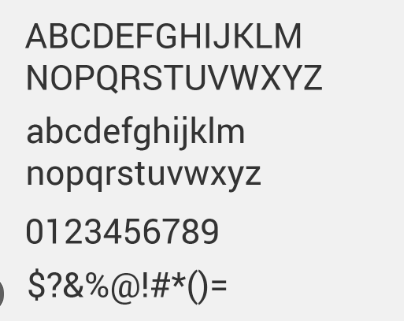 ABCDEFGHIJKLM
NOPQRSTUVWXYZ
abcdefghijklm
nopqrstuvwxyz
0123456789
$?&%@!#*()=